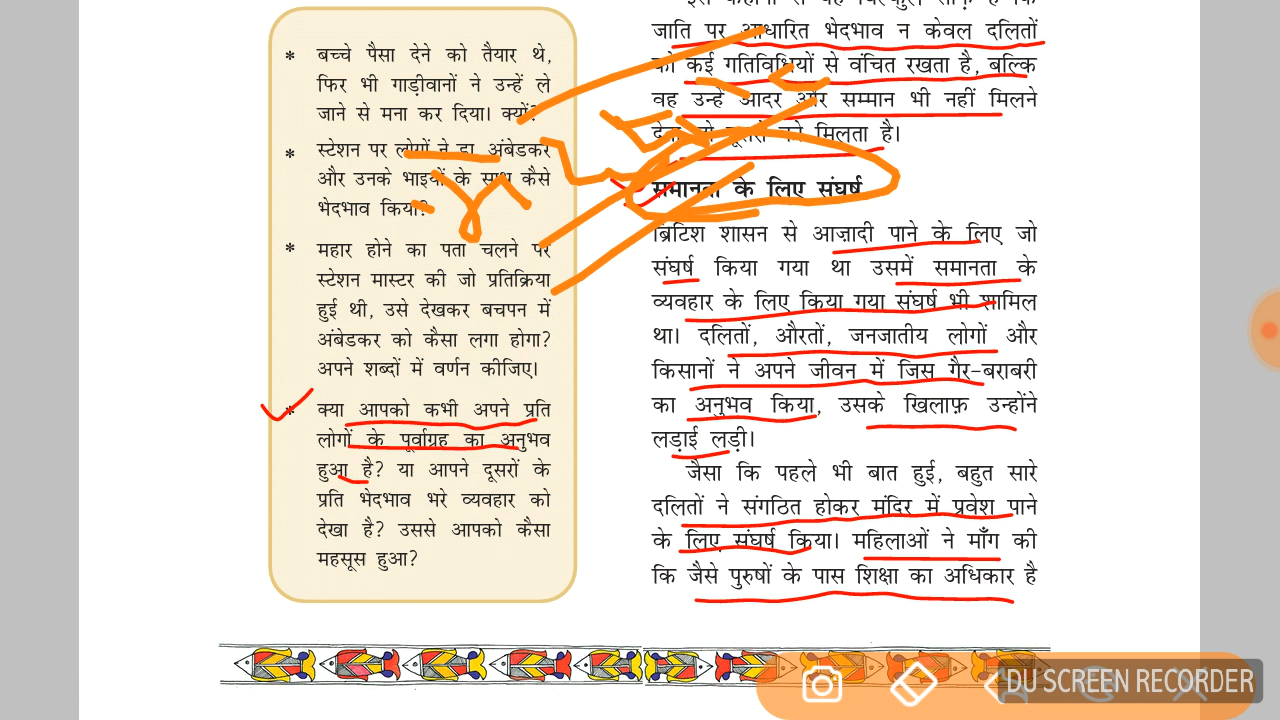 * बच्चे पैसा देने को तैयार थे,
फिर भी गाड़ीवानों ने उन्हें ले
जाने से मना कर दिया। क्यों?
* स्टेशन पर लोगों ने डा. अंबेडकर
और उनके भाइयों के साथ कैसे
भेदभाव किया?
* महार होने का पता चलने पर
स्टेशन मास्टर की जो प्रतिक्रिया
हुई थी, उसे देखकर बचपन में
अंबेडकर को कैसा लगा होगा?
अपने शब्दों में वर्णन कीजिए।
* क्या आपको कभी अपने प्रति
लोगों के पूर्वाग्रह का अनुभव
हुआ है? या आपने दूसरों के
प्रति भेदभाव भरे व्यवहार को
देखा है? उससे आपको कैसा
महसूस हुआ?
जाति पर आधारित भेदभाव न केवल दलितों
को कई गतिविधियों से वंचित रखता है, बल्कि
वह उन्हें आदर और सम्मान भी नहीं मिलने
दूसरों को मिलता है।
समानता के लिए संघर्ष
ब्रिटिश शासन से आज़ादी पाने के लिए जो
संघर्ष किया गया था उसमें समानता के
व्यवहार के लिए किया गया संघर्ष भी शामिल
था। दलितों, औरतों, जनजातीय लोगों और
किसानों ने अपने जीवन में जिस गैर-बराबरी
का अनुभव किया, उसके खिलाफ़ उन्होंने
लड़ाई लड़ी।
जैसा कि पहले भी बात हुई, बहुत सारे
दलितों ने संगठित होकर मंदिर में प्रवेश पाने
के लिए संघर्ष किया। महिलाओं ने माँग की
कि जैसे पुरुषों के पास शिक्षा का अधिकार है
DU SCREEN RECORDER